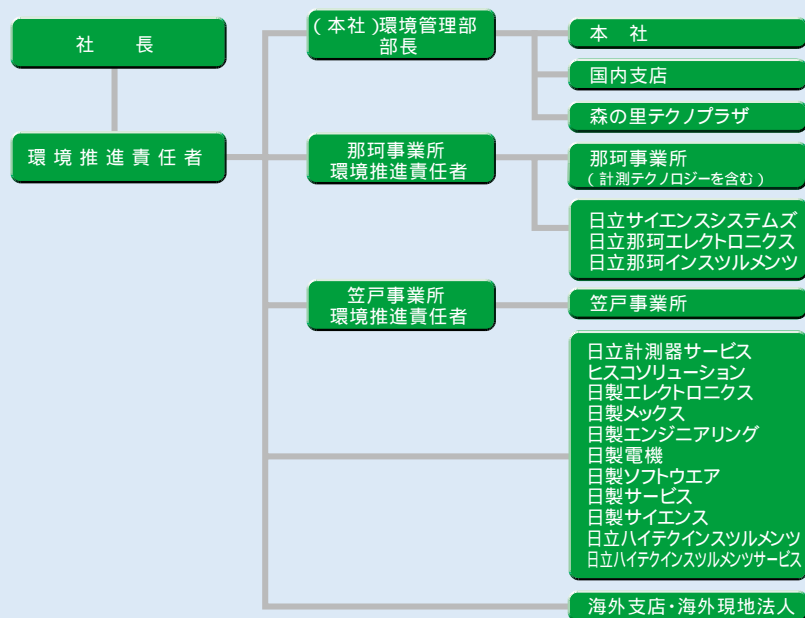 社 長
環境推進責任者
(本社)環境管理部
部長
本 社
国内支店
森の里テクノプラザ
那珂事業所
環境推進責任者
那珂事業所
(計測テクノロジーを含む)
日立サイエンスシステムズ
日立那珂エレクトロニクス
日立那珂インスツルメンツ
笠戸事業所
環境推進責任者
笠戸事業所
日立計測器サービス
ヒスコソリューション
日製エレクトロニクス
日製メックス
日製エンジニアリング
日製電機
日製ソフトウエア
日製サービス
日製サイエンス
日立ハイテクインスツルメンツ
日立ハイテクインスツルメンツサービス
海外支店・海外現地法人